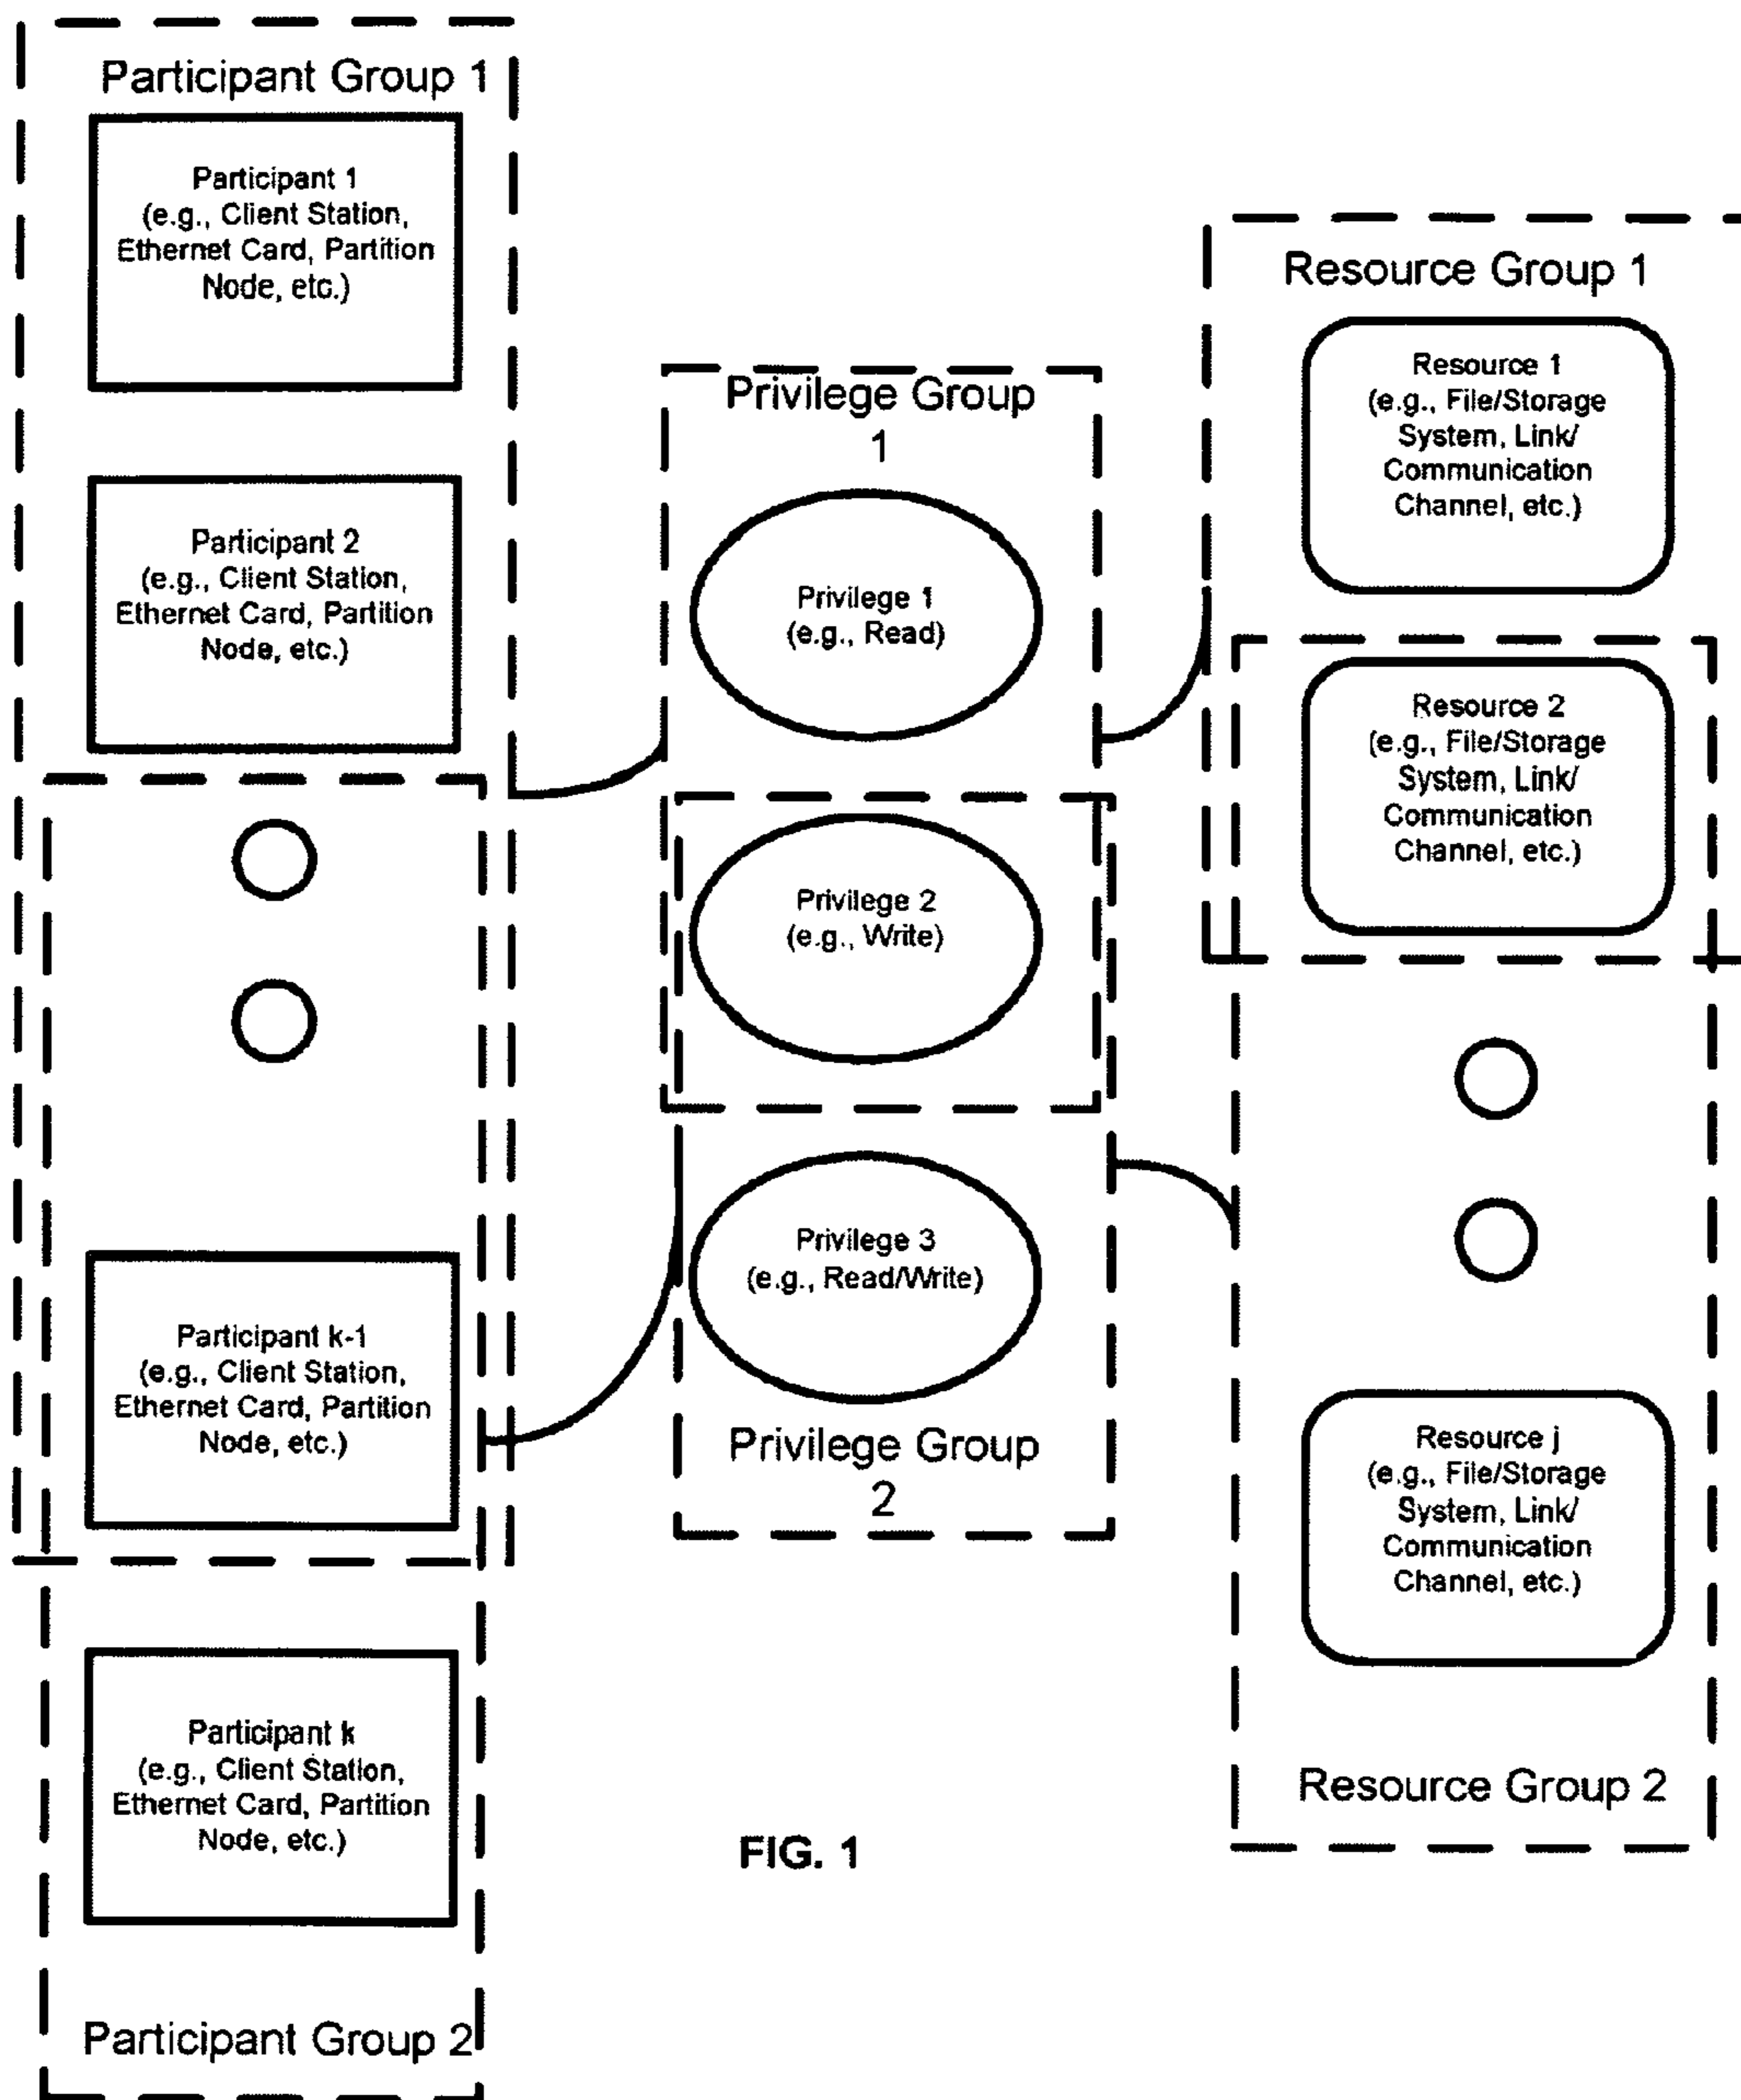 Participant Group 1
Participant 1
(e.g., Client Station,
Ethernet Card, Partition
Node, etc.)
Participant 2
(e.g., Client Station,
Ethernet Card, Partition
Node, etc.)
Participant k-1
(e.g., Client Station,
Ethernet Card, Partition
Node, etc.)
Participant k
(e.g., Client Station,
Ethernet Card, Partition
Node, etc.)
Participant Group 2
Privilege Group
1
Privilege 1
(e.g., Read)
Privilege 2
(e.g., Write)
Privilege 3
(e.g., Read/Write)
Privilege Group
2
Resource Group 1
Resource 1
(e.g., File/Storage
System, Link/
Communication
Channel, etc.)
Resource 2
(e.g., File/Storage
System, Link/
Communication
Channel, etc.)
Resource j
(e.g., File/Storage
System, Link/
Communication
Channel, etc.)
Resource Group 2
FIG. 1